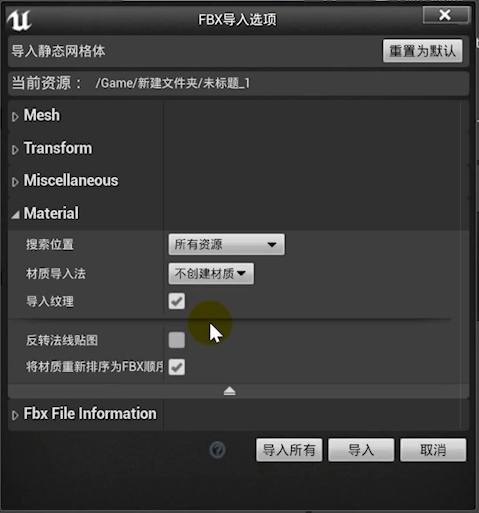 FBX导入选项
导入静态网格体 重置为默认
当前资源： /Game/新建文件夹/未标题_1
Mesh
Transform
Miscellaneous
Material
搜索位置 所有资源
材质导入法 不创建材质
导入纹理
反转法线贴图
将材质重新排序为FBX顺序
Fbx File Information
导入所有 导入 取消